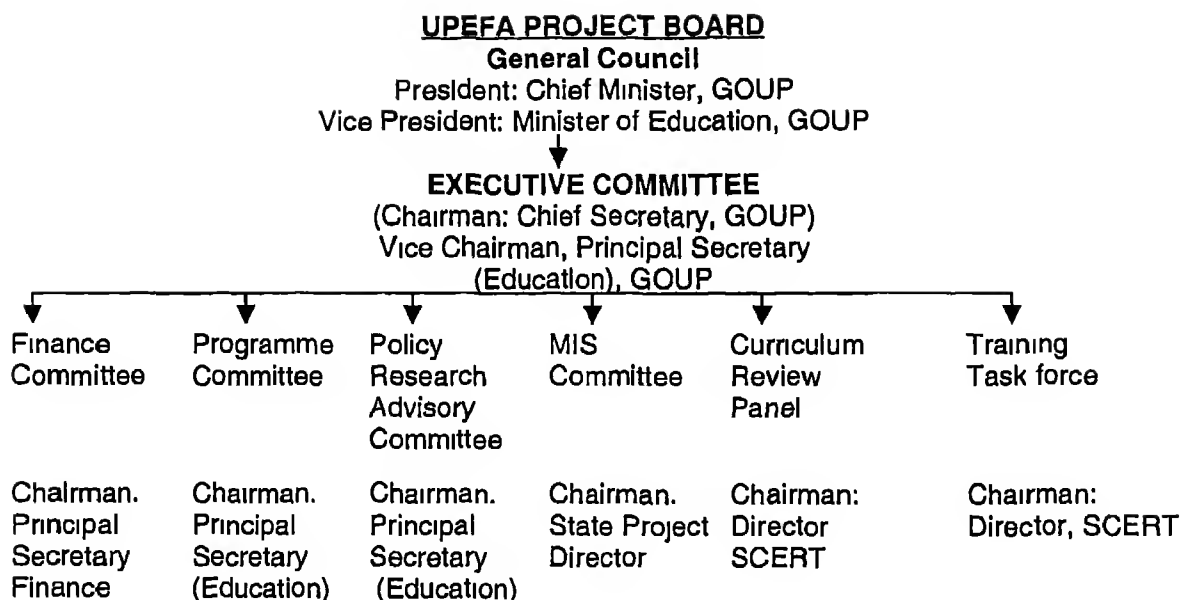 UPEFA PROJECT BOARD
General Council
President: Chief Minister, GOUP
Vice President: Minister of Education, GOUP
EXECUTIVE COMMITTEE
(Chairman: Chief Secretary, GOUP)
Vice Chairman, Principal Secretary
(Education), GOUP
Finance
Committee
Programme
Committee
Policy
Research
Advisory
Committee
MIS
Committee
Curriculum
Review
Panel
Training
Task force
Chairman.
Principal
Secretary
Finance
Chairman.
Principal
Secretary
(Education)
Chairman.
Principal
Secretary
(Education)
Chairman.
State Project
Director
Chairman:
Director
SCERT
Chairman:
Director, SCERT